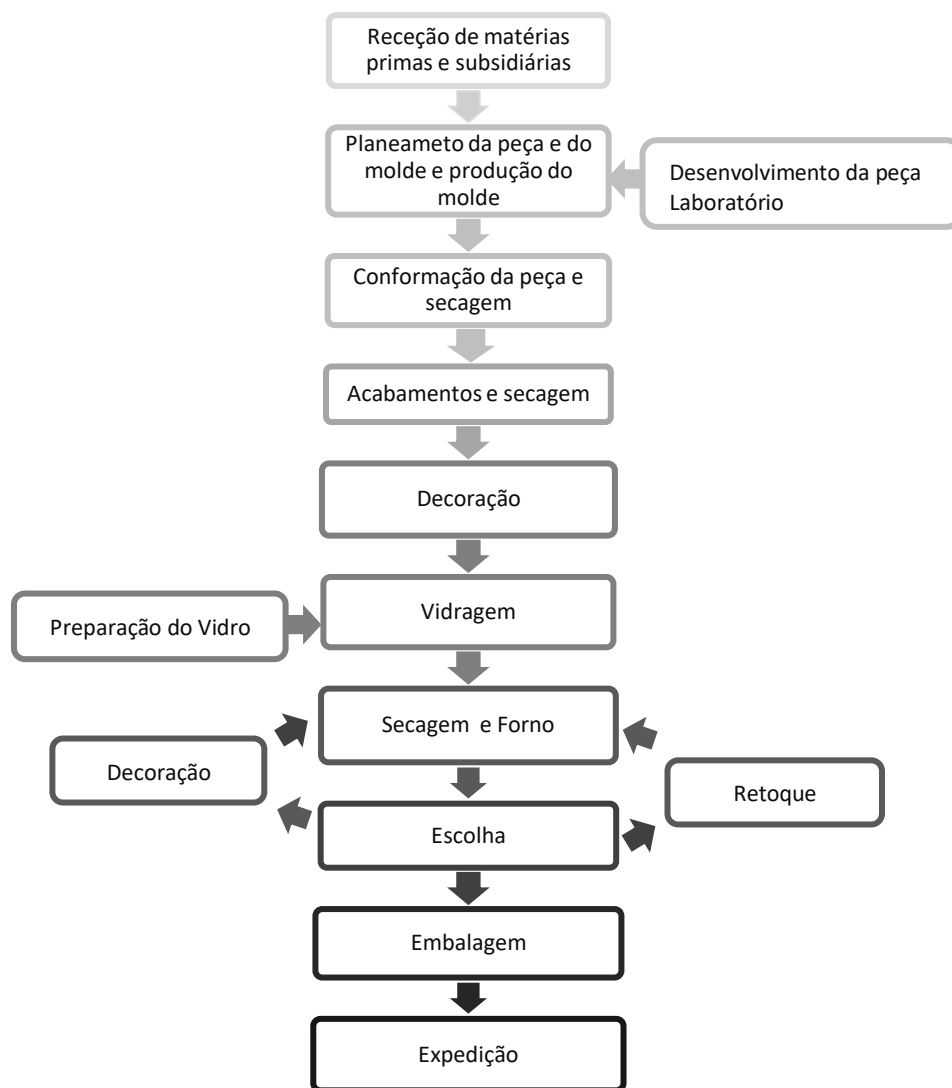 Receção de matérias
primas e subsidiárias
Planeameto da peça e do
molde e produção do
molde
Desenvolvimento da peça
Laboratório
Conformação da peça e
secagem
Acabamentos e secagem
Decoração
Vidragem
Preparação do Vidro
Secagem e Forno
Decoração
Retoque
Escolha
Embalagem
Expedição